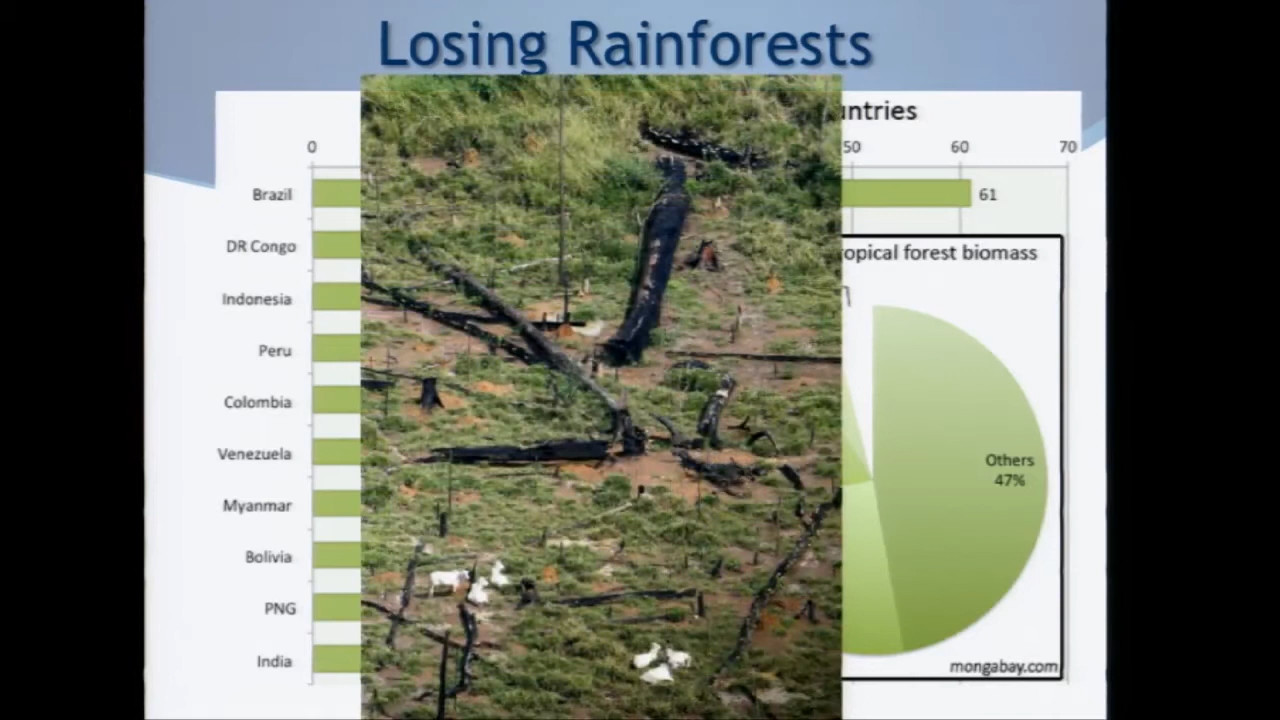 Losing Rainforests
untries
0 50 60 70
Brazil 61
DR Congo
opical forest biomass
Indonesia
Peru
Colombia
Venezuela
Others
47%
Myanmar
Bolivia
PNG
India
mongabay.com